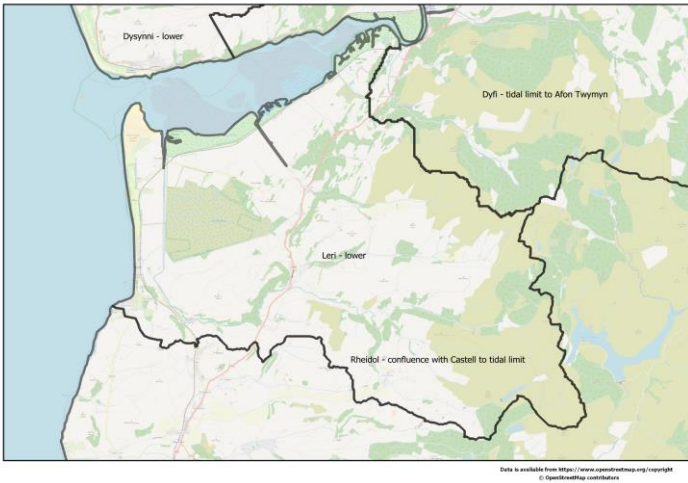 Dysynni - lower
Dyfi - tidal limit to Afon Twymyn
Leri - lower
Rheidol - confluence with Castell to tidal limit
Data is available from https://www.openstreetmap.org/copyright
© OpenStreetMap contributors